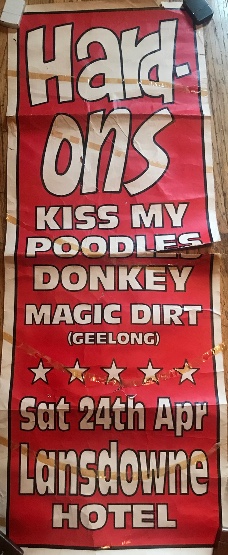 Hard-
ons
KISS MY
POODLES
DONKEY
MAGIC DIRT
(GEELONG)
Sat 24th Apr
Lansdowne
HOTEL